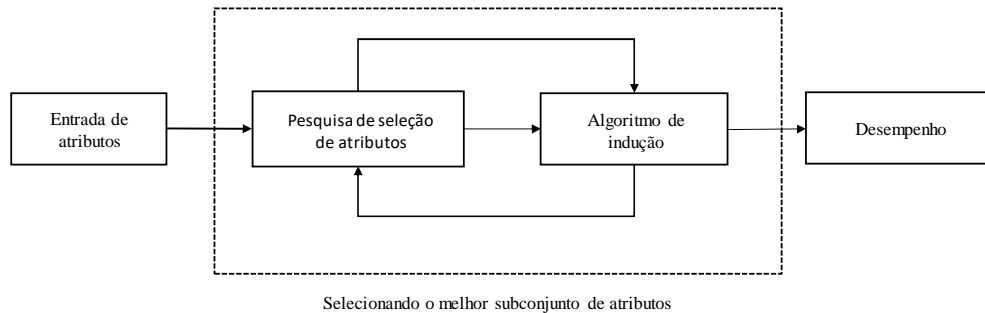 Entrada de
atributos
Pesquisa de seleção
de atributos
Algoritmo de
indução
Desempenho
Selecionando o melhor subconjunto de atributos